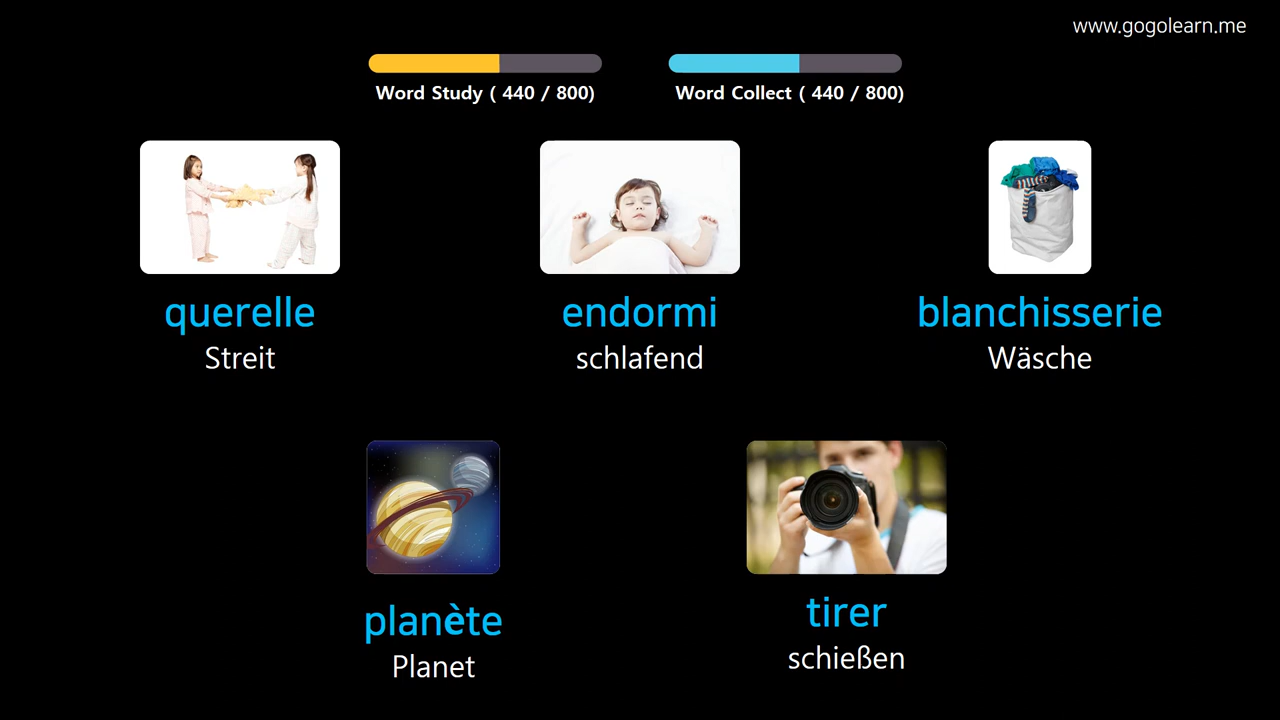 www.gogolearn.me
Word Study ( 440 / 800)
Word Collect ( 440 / 800)
querelle
Streit
endormi
schlafend
blanchisserie
Wäsche
planète
Planet
tirer
schießen